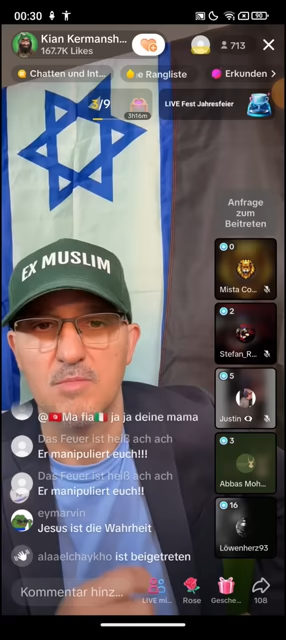 00:30
90
Kian Kermansh...
167.7K Likes
713
Chatten und Int...
e Rangliste
Erkunden
3/9
3h16m
LIVE Fest Jahresfeier
Anfrage
zum
Beitreten
0
Mista Co...
2
Stefan_R...
5
Justin
3
Abbas Moh...
16
Löwenherz93
EX MUSLIM
@🇹🇳 Ma fia🇮🇹 ja ja deine mama
Das Feuer ist heiß ach ach
Er manipuliert euch!!!
Das Feuer ist heiß ach ach
Er manipuliert euch!!
eymarvin
Jesus ist die Wahrheit
alaaelchaykho ist beigetreten
Kommentar hinz...
LIVE mi...
Rose
Gesche...
108